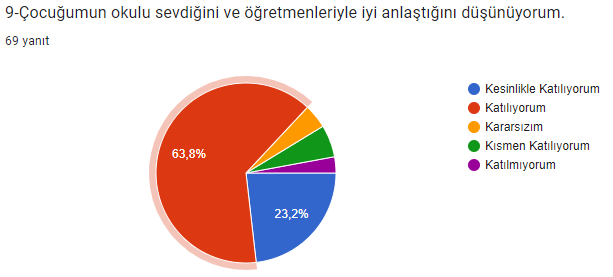 9-Çocuğumun okulu sevdiğini ve öğretmenleriyle iyi anlaştığını düşünüyorum.
69 yanıt
Kesinlikle Katılıyorum
Katılıyorum
Kararsızım
Kısmen Katılıyorum
Katılmıyorum
63,8%
23,2%